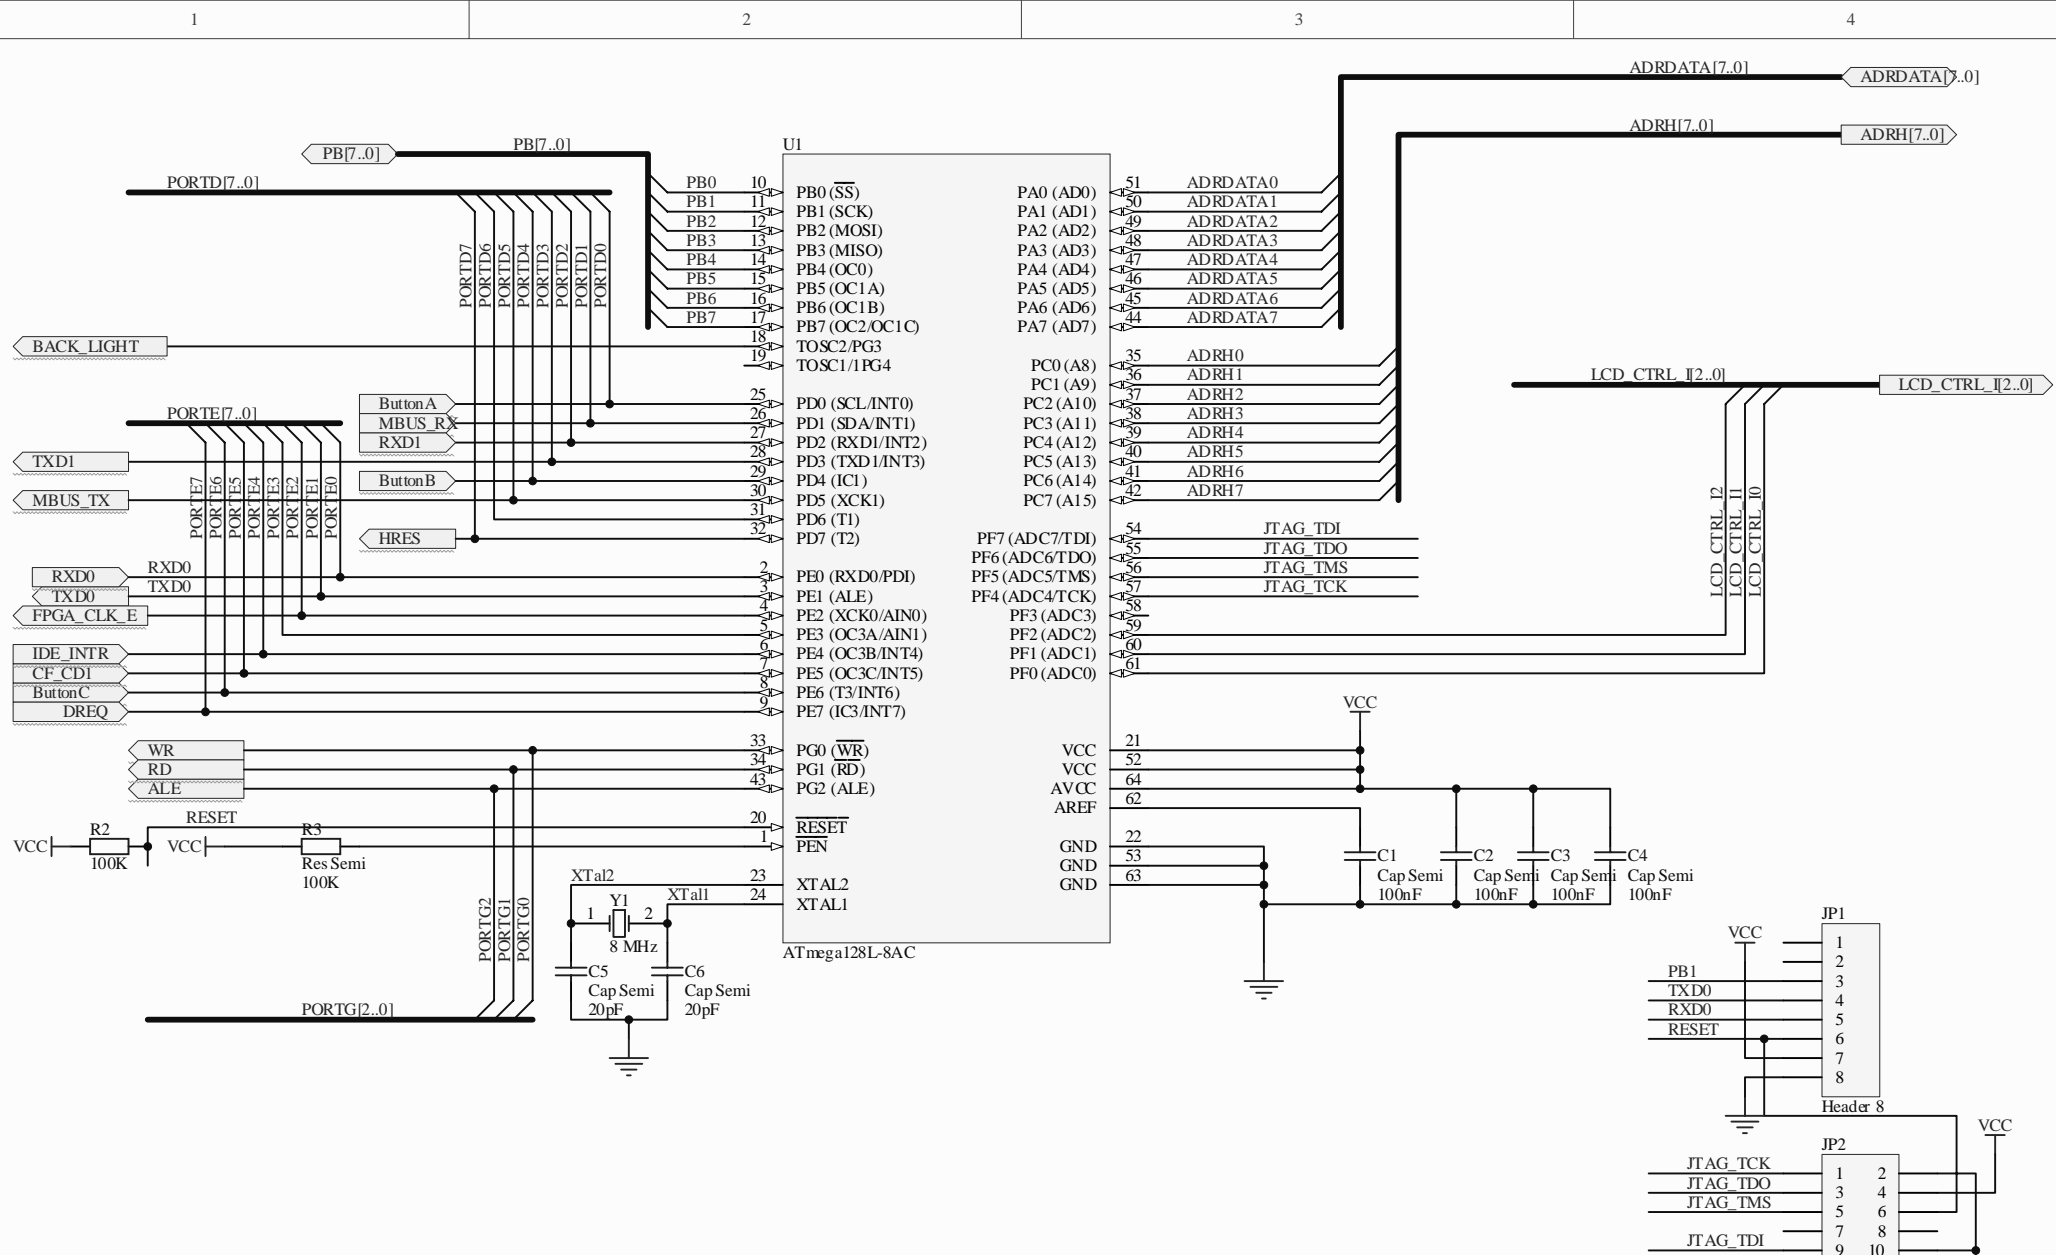 1 2 3 4
ADRDATA[7..0] ADRDATA[7..0]
ADRH[7..0] ADRH[7..0]
PB[7..0] PB[7..0] U1
PORTD[7..0]
PB0 10 PB0 (SS) PA0 (AD0) 51 ADRDATA0
PB1 11 PB1 (SCK) PA1 (AD1) 50 ADRDATA1
PB2 12 PB2 (MOSI) PA2 (AD2) 49 ADRDATA2
PB3 13 PB3 (MISO) PA3 (AD3) 48 ADRDATA3
PB4 14 PB4 (OC0) PA4 (AD4) 47 ADRDATA4
PB5 15 PB5 (OC1A) PA5 (AD5) 46 ADRDATA5
PB6 16 PB6 (OC1B) PA6 (AD6) 45 ADRDATA6
PB7 17 PB7 (OC2/OC1C) PA7 (AD7) 44 ADRDATA7
PORTD7
PORTD6
PORTD5
PORTD4
PORTD3
PORTD2
PORTD1
PORTD0
BACK_LIGHT 18 TOSC2/PG3
19 TOSC1/1PG4
PC0 (A8) 35 ADRH0
PC1 (A9) 36 ADRH1
LCD_CTRL_I[2..0] LCD_CTRL_I[2..0]
ButtonA 25 PD0 (SCL/INT0) PC2 (A10) 37 ADRH2
PORTE[7..0]
MBUS_RX 26 PD1 (SDA/INT1) PC3 (A11) 38 ADRH3
RXD1 27 PD2 (RXD1/INT2) PC4 (A12) 39 ADRH4
TXD1 28 PD3 (TXD1/INT3) PC5 (A13) 40 ADRH5
ButtonB 29 PD4 (IC1) PC6 (A14) 41 ADRH6
MBUS_TX 30 PD5 (XCK1) PC7 (A15) 42 ADRH7
31 PD6 (T1)
HRES 32 PD7 (T2) PF7 (ADC7/TDI) 54 JTAG_TDI
PF6 (ADC6/TDO) 55 JTAG_TDO
PORTE7
PORTE6
PORTE5
PORTE4
PORTE3
PORTE2
PORTE1
PORTE0
LCD_CTRL_I2
LCD_CTRL_I1
LCD_CTRL_I0
RXD0 RXD0 2 PE0 (RXD0/PDI) PF5 (ADC5/TMS) 56 JTAG_TMS
TXD0 TXD0 3 PE1 (ALE) PF4 (ADC4/TCK) 57 JTAG_TCK
FPGA_CLK_E 4 PE2 (XCK0/AIN0) PF3 (ADC3) 58
5 PE3 (OC3A/AIN1) PF2 (ADC2) 59
IDE_INTR 6 PE4 (OC3B/INT4) PF1 (ADC1) 60
CF_CD1 7 PE5 (OC3C/INT5) PF0 (ADC0) 61
ButtonC 8 PE6 (T3/INT6)
DREQ 9 PE7 (IC3/INT7)
VCC
WR 33 PG0 (WR) VCC 21
RD 34 PG1 (RD) VCC 52
ALE 43 PG2 (ALE) AVCC 64
AREF 62
RESET 20 RESET
VCC R2 100K
VCC R3 Res Semi 100K 1 PEN
GND 22
GND 53
GND 63
C1 Cap Semi 100nF
C2 Cap Semi 100nF
C3 Cap Semi 100nF
C4 Cap Semi 100nF
XTal2 23 XTAL2
XTal1 24 XTAL1
1 Y1 2
8 MHz
ATmega128L-8AC
C5 Cap Semi 20pF
C6 Cap Semi 20pF
PORTG2
PORTG1
PORTG0
PORTG[2..0]
JP1
VCC
1
2
PB1 3
TXD0 4
RXD0 5
RESET 6
7
8
Header 8
VCC
JP2
JTAG_TCK 1 2
JTAG_TDO 3 4
JTAG_TMS 5 6
7 8
JTAG_TDI 9 10